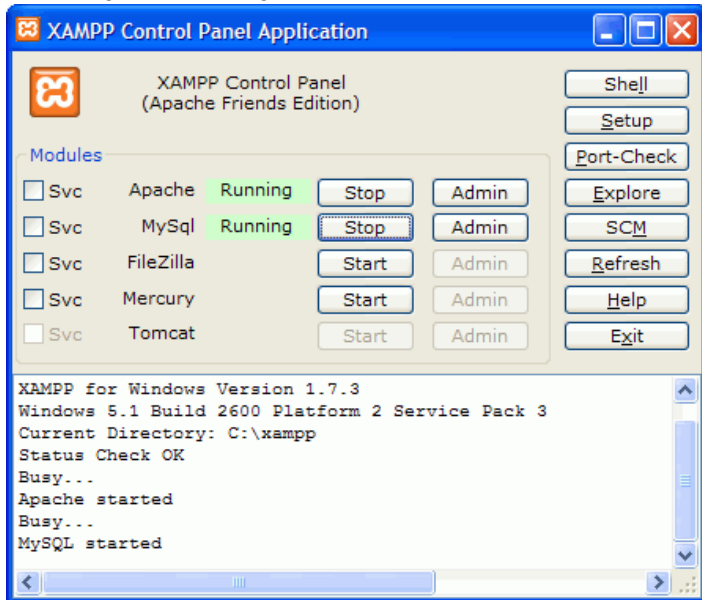 XAMPP Control Panel Application
XAMPP Control Panel
(Apache Friends Edition)
Shell
Setup
Port-Check
Explore
SCM
Refresh
Help
Exit
Modules
Svc Apache Running Stop Admin
Svc MySql Running Stop Admin
Svc FileZilla Start Admin
Svc Mercury Start Admin
Svc Tomcat Start Admin
XAMPP for Windows Version 1.7.3
Windows 5.1 Build 2600 Platform 2 Service Pack 3
Current Directory: C:\xampp
Status Check OK
Busy...
Apache started
Busy...
MySQL started